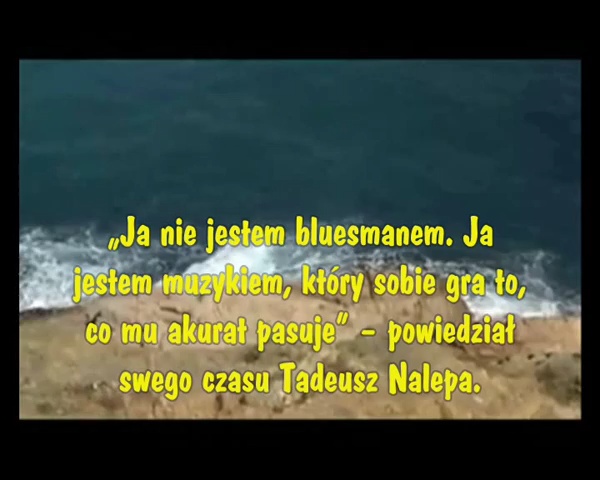 „Ja nie jestem bluesmanem. Ja
jestem muzykiem, który sobie gra to,
co mu akurat pasuje” – powiedział
swego czasu Tadeusz Nalepa.